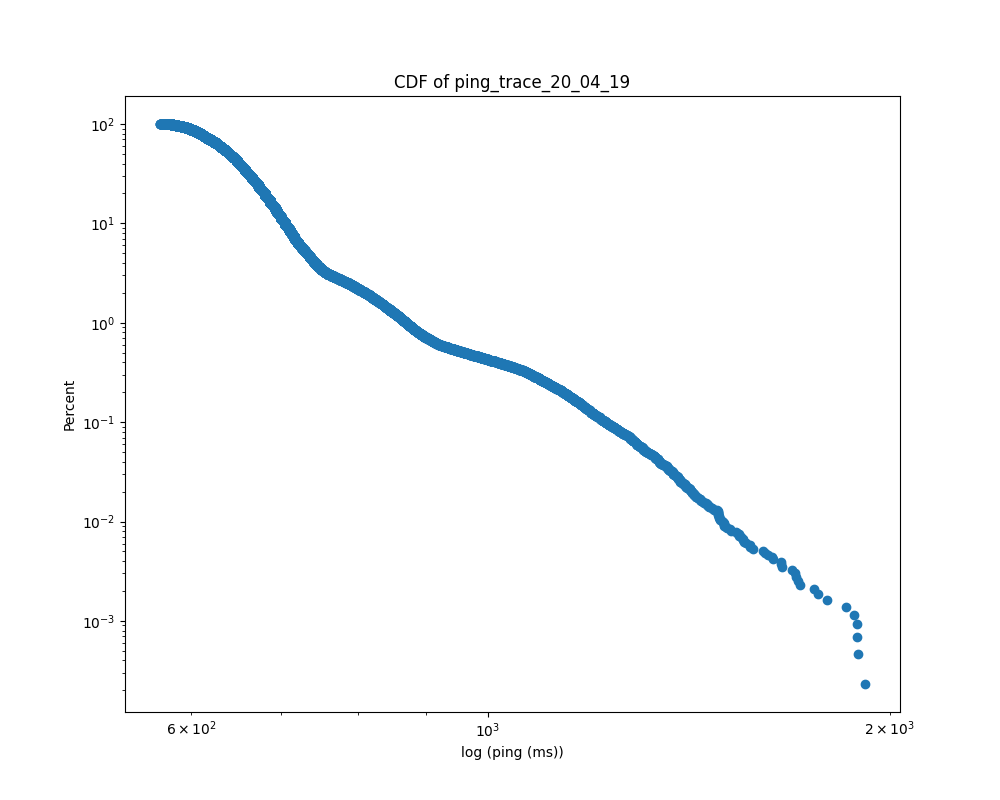 CDF of ping_trace_20_04_19
Percent
10²
10¹
10⁰
10⁻¹
10⁻²
10⁻³
6 × 10² 10³ 2 × 10³
log (ping (ms))